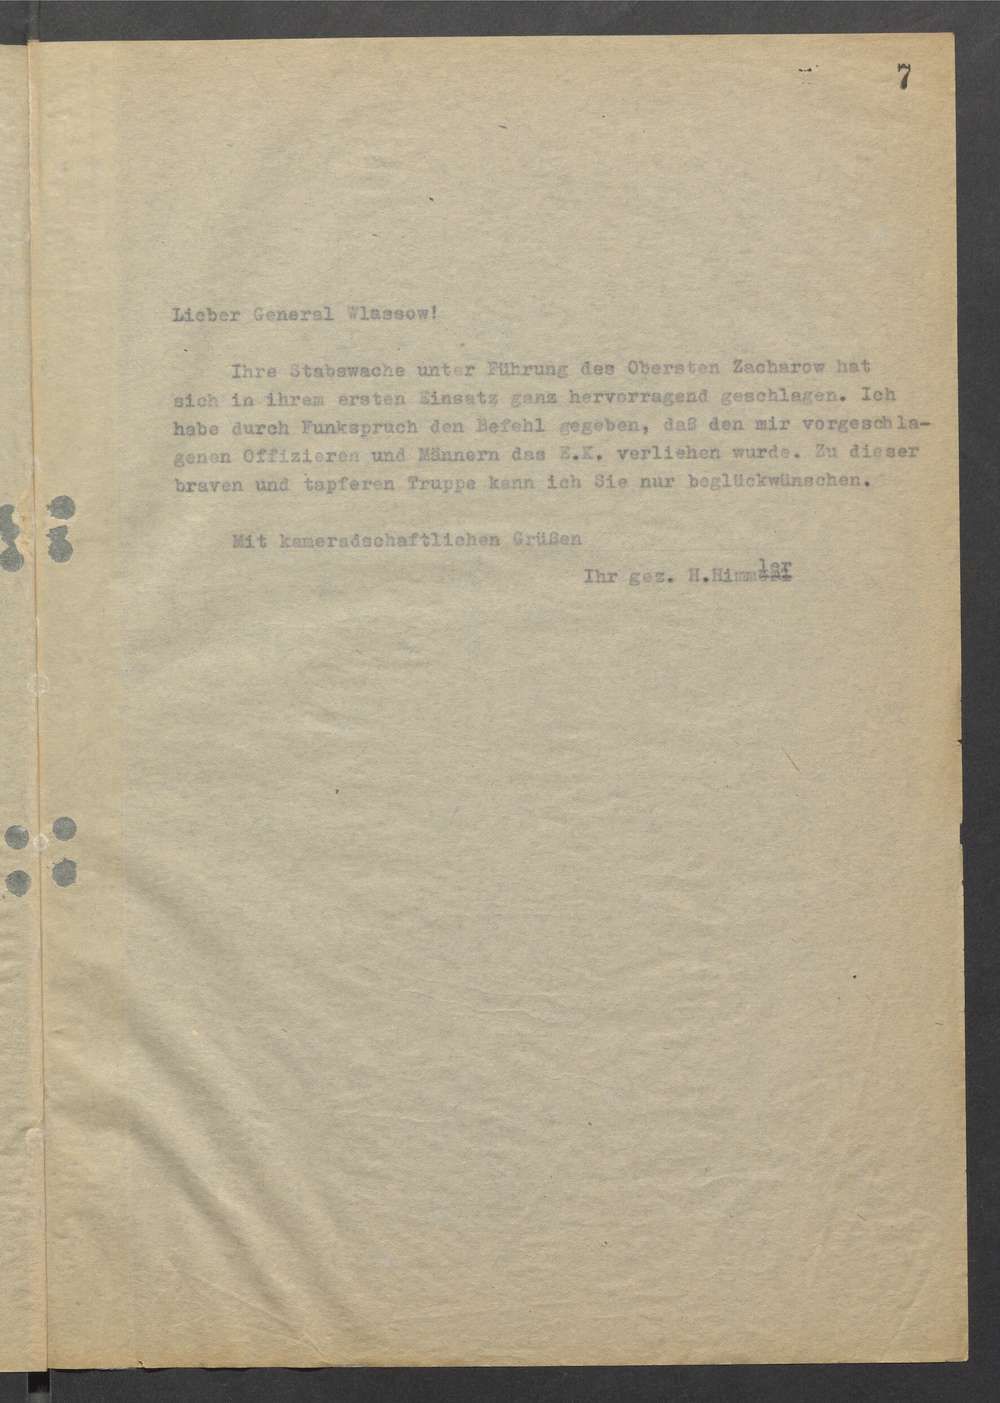 7
Lieber General Wlassow!
Ihre Stabswache unter Führung des Obersten Zacharow hat
sich in ihrem ersten Einsatz ganz hervorragend geschlagen. Ich
habe durch Funkspruch den Befehl gegeben, daß den mir vorgeschla-
genen Offizieren und Männern das E.K. verliehen wurde. Zu dieser
braven und tapferen Truppe kann ich Sie nur beglückwünschen.
Mit kameradschaftlichen Grüßen
Ihr gez. H.Himmler